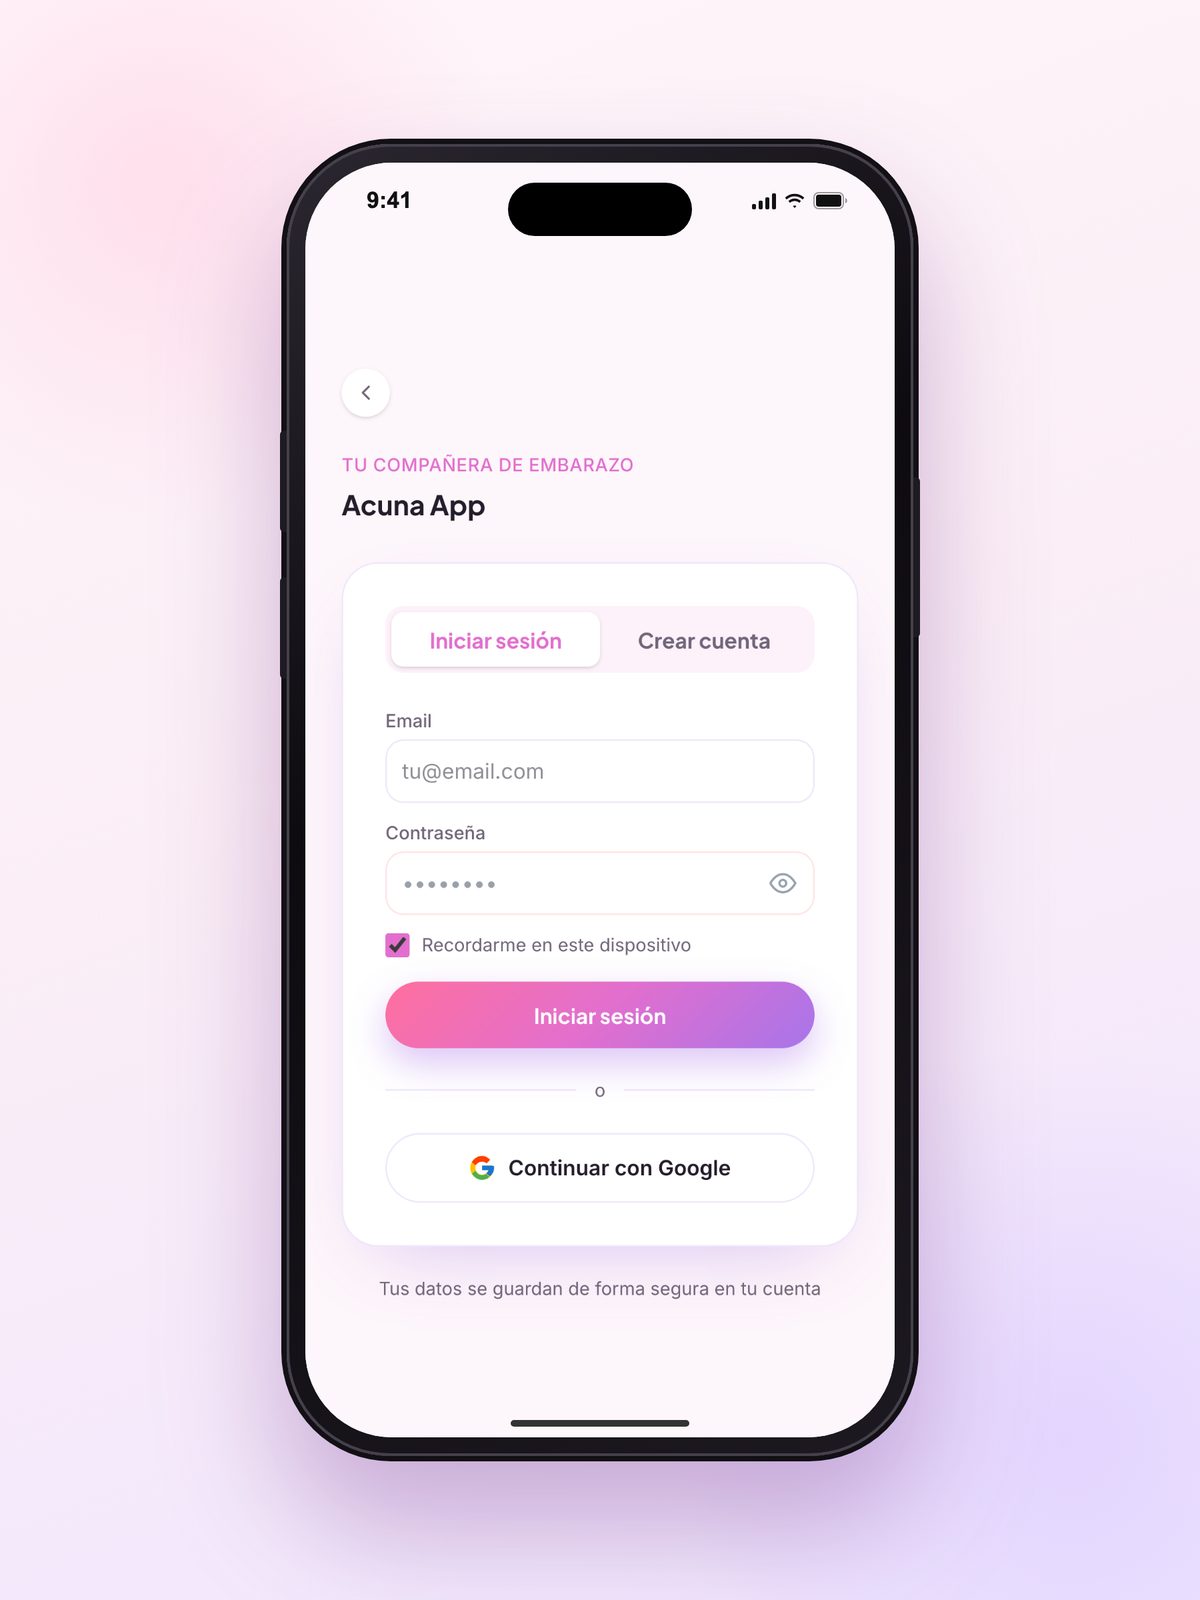 9:41
TU COMPAÑERA DE EMBARAZO
Acuna App
Iniciar sesión
Crear cuenta
Email
tu@email.com
Contraseña
••••••••
Recordarme en este dispositivo
Iniciar sesión
o
Continuar con Google
Tus datos se guardan de forma segura en tu cuenta